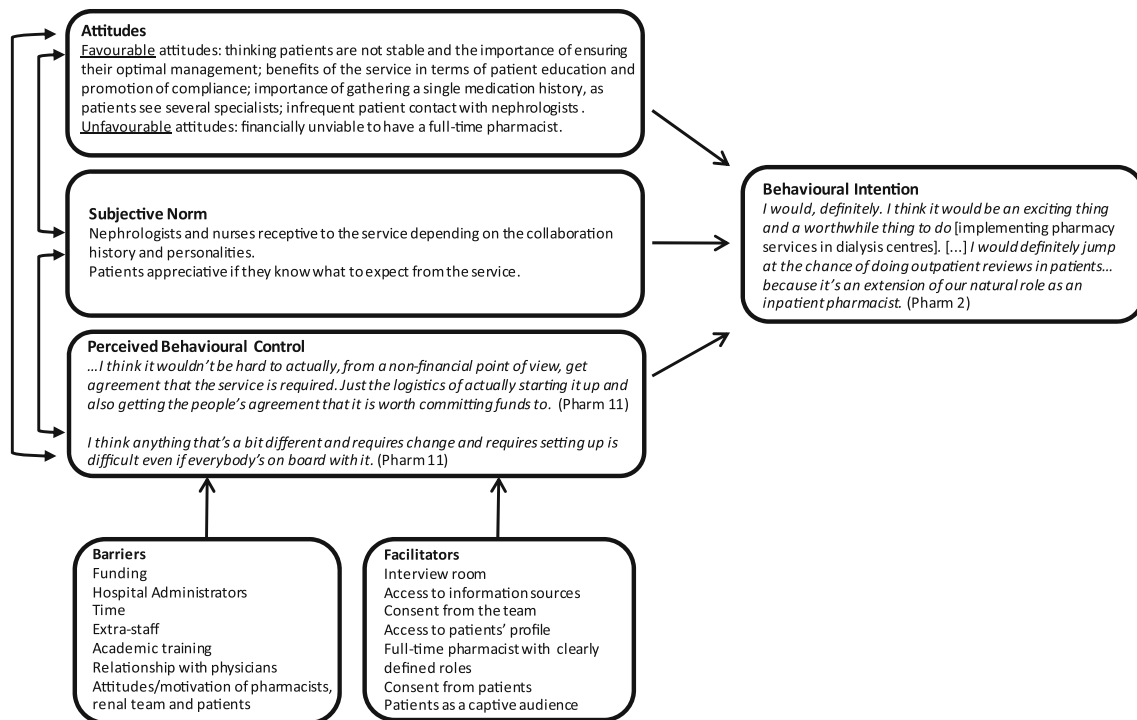 Attitudes
Favourable attitudes: thinking patients are not stable and the importance of ensuring
their optimal management; benefits of the service in terms of patient education and
promotion of compliance; importance of gathering a single medication history, as
patients see several specialists; infrequent patient contact with nephrologists .
Unfavourable attitudes: financially unviable to have a full-time pharmacist.
Subjective Norm
Nephrologists and nurses receptive to the service depending on the collaboration
history and personalities.
Patients appreciative if they know what to expect from the service.
Perceived Behavioural Control
...I think it wouldn't be hard to actually, from a non-financial point of view, get
agreement that the service is required. Just the logistics of actually starting it up and
also getting the people's agreement that it is worth committing funds to. (Pharm 11)
I think anything that's a bit different and requires change and requires setting up is
difficult even if everybody's on board with it. (Pharm 11)
Behavioural Intention
I would, definitely. I think it would be an exciting thing
and a worthwhile thing to do [implementing pharmacy
services in dialysis centres]. [...] I would definitely jump
at the chance of doing outpatient reviews in patients...
because it's an extension of our natural role as an
inpatient pharmacist. (Pharm 2)
Barriers
Funding
Hospital Administrators
Time
Extra-staff
Academic training
Relationship with physicians
Attitudes/motivation of pharmacists,
renal team and patients
Facilitators
Interview room
Access to information sources
Consent from the team
Access to patients' profile
Full-time pharmacist with clearly
defined roles
Consent from patients
Patients as a captive audience